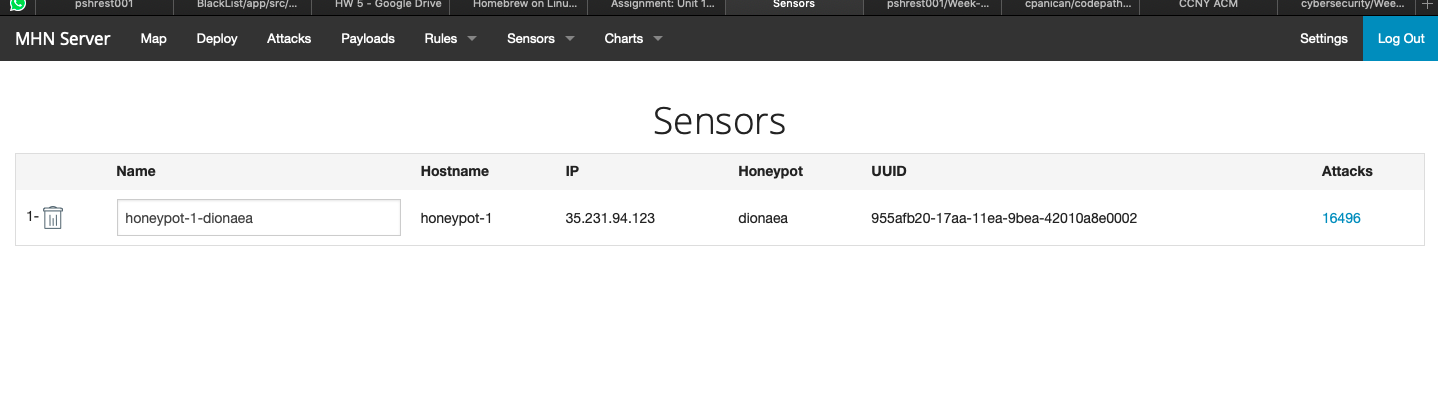 pshrest001 BlackList/app/src/... HW 5 - Google Drive Homebrew on Linu... Assignment: Unit 1... Sensors pshrest001/Week-... cpanican/codepath... CCNY ACM cybersecurity/Wee...
MHN Server Map Deploy Attacks Payloads Rules Sensors Charts Settings Log Out
Sensors
Name Hostname IP Honeypot UUID Attacks
1- honeypot-1-dionaea honeypot-1 35.231.94.123 dionaea 955afb20-17aa-11ea-9bea-42010a8e0002 16496